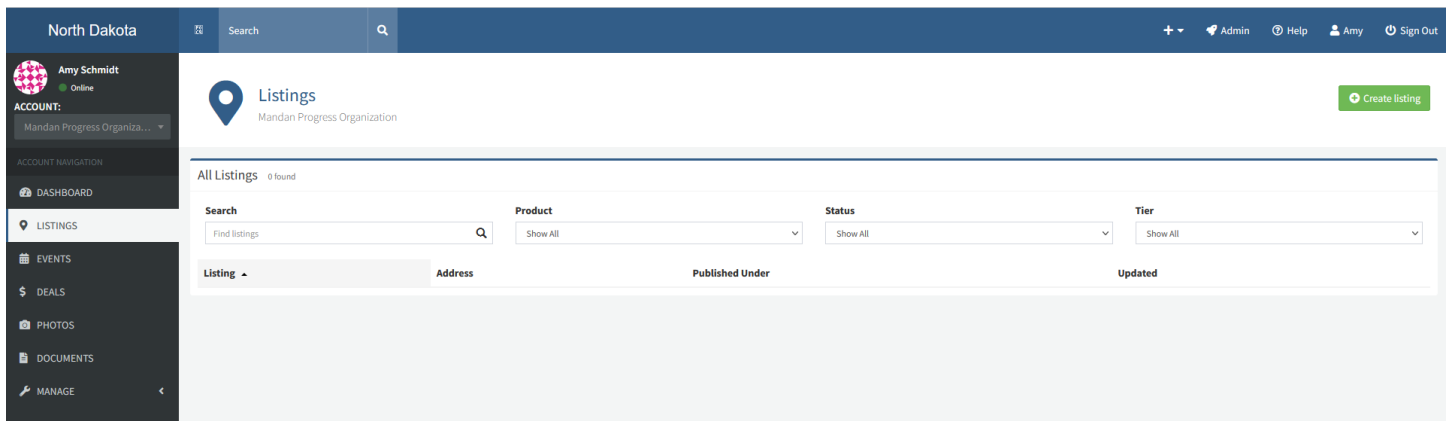 North Dakota
Search
Admin
Help
Amy
Sign Out
Amy Schmidt
Online
ACCOUNT:
Mandan Progress Organiza...
Listings
Mandan Progress Organization
Create listing
ACCOUNT NAVIGATION
DASHBOARD
LISTINGS
EVENTS
$ DEALS
PHOTOS
DOCUMENTS
MANAGE
All Listings 0 found
Search Product Status Tier
Find listings Show All Show All Show All
Listing Address Published Under Updated